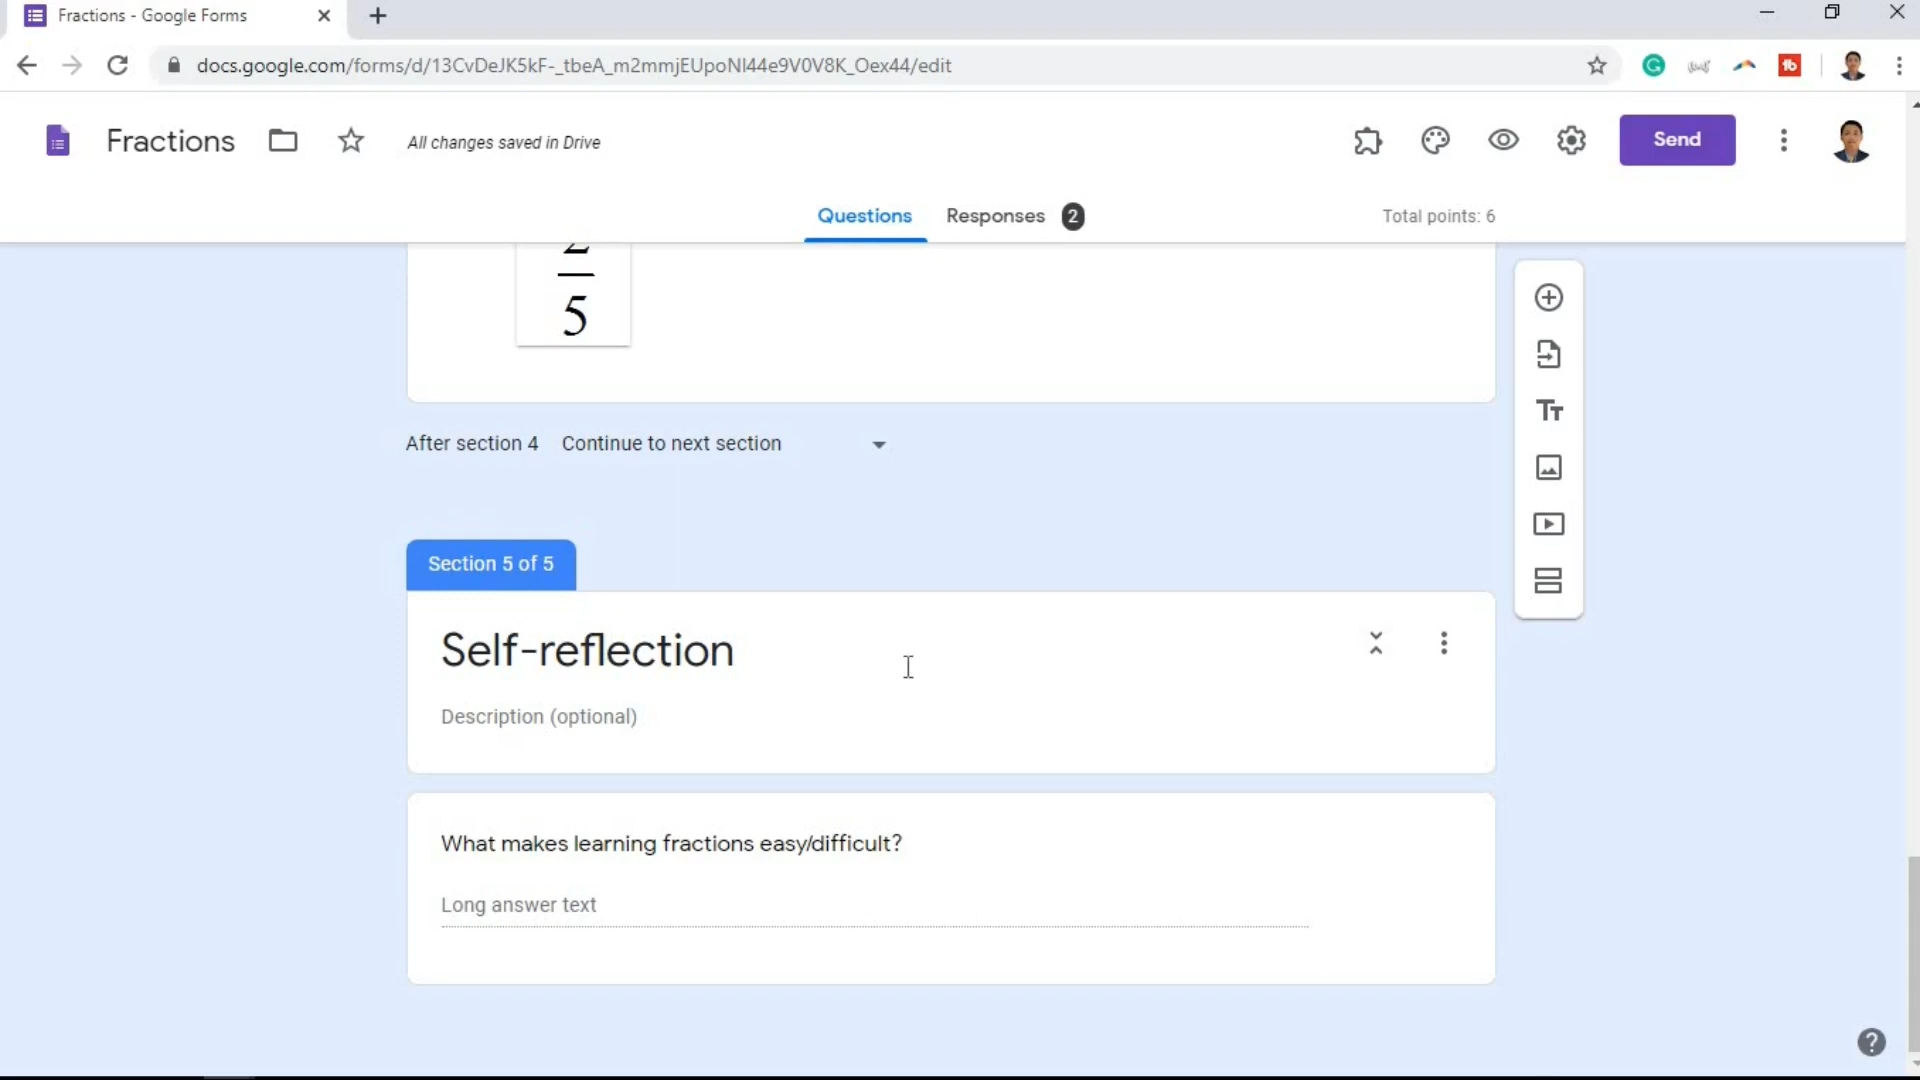 Fractions - Google Forms
docs.google.com/forms/d/13CvDeJK5kF-_tbeA_m2mmjEUpoNl44e9V0V8K_Oex44/edit
Fractions
All changes saved in Drive
Send
Questions
Responses 2
Total points: 6
2
5
After section 4 Continue to next section
Section 5 of 5
Self-reflection
Description (optional)
What makes learning fractions easy/difficult?
Long answer text